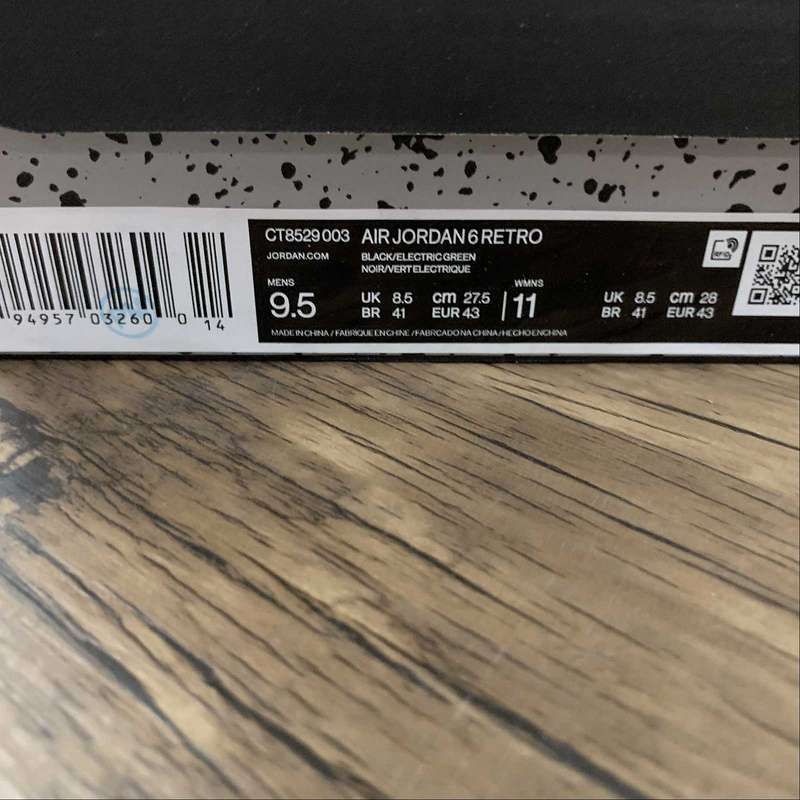 CT8529 003 AIR JORDAN 6 RETRO
JORDAN.COM BLACK/ELECTRIC GREEN
NOIR/VERT ELECTRIQUE
MENS WMNS
9.5 UK 8.5 cm 27.5 11 UK 8.5 cm 28
BR 41 EUR 43 BR 41 EUR 43
MADE IN CHINA / FABRIQUE EN CHINE / FABRCADO NA CHINA / HECHO EN CHINA
94957 03260 0 14
RFID